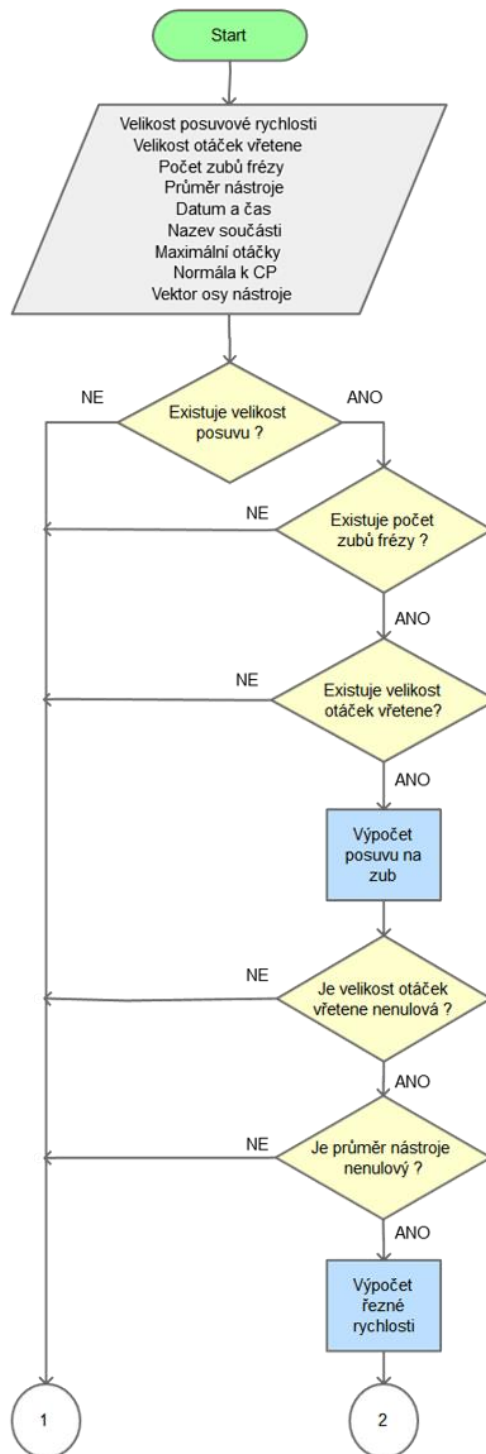 Start
Velikost posuvové rychlosti
Velikost otáček vřetene
Počet zubů frézy
Průměr nástroje
Datum a čas
Nazev součásti
Maximální otáčky
Normála k CP
Vektor osy nástroje
NE
ANO
Existuje velikost
posuvu ?
NE
Existuje počet
zubů frézy ?
ANO
NE
Existuje velikost
otáček vřetene?
ANO
Výpočet
posuvu na
zub
NE
Je velikost otáček
vřetene nenulová ?
ANO
NE
Je průměr nástroje
nenulový ?
ANO
Výpočet
řezné
rychlosti
1
2